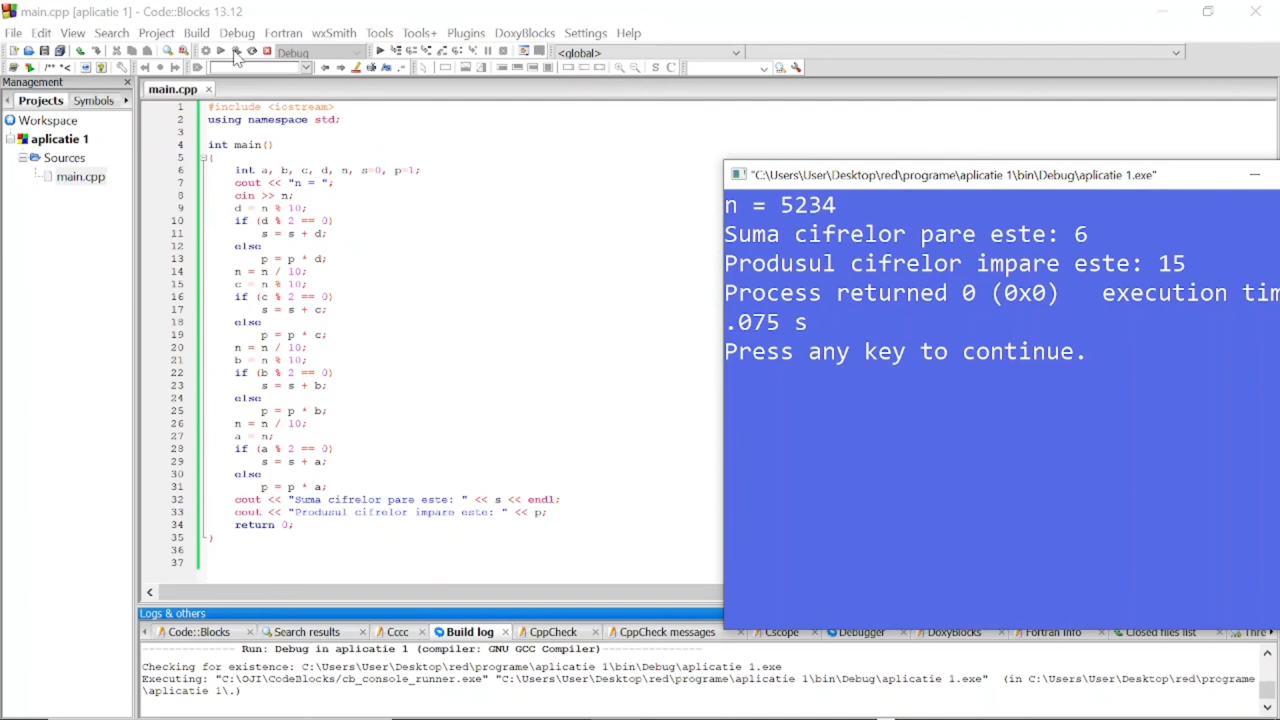 main.cpp [aplicatie 1] - Code::Blocks 13.12
File Edit View Search Project Build Debug Fortran wxSmith Tools Tools+ Plugins DoxyBlocks Settings Help
Debug
<global>
/** *<
S C
Management
Projects Symbols
Workspace
aplicatie 1
Sources
main.cpp
main.cpp
1 #include <iostream>
2 using namespace std;
3
4 int main()
5 {
6 int a, b, c, d, n, s=0, p=1;
7 cout << "n = ";
8 cin >> n;
9 d = n % 10;
10 if (d % 2 == 0)
11 s = s + d;
12 else
13 p = p * d;
14 n = n / 10;
15 c = n % 10;
16 if (c % 2 == 0)
17 s = s + c;
18 else
19 p = p * c;
20 n = n / 10;
21 b = n % 10;
22 if (b % 2 == 0)
23 s = s + b;
24 else
25 p = p * b;
26 n = n / 10;
27 a = n;
28 if (a % 2 == 0)
29 s = s + a;
30 else
31 p = p * a;
32 cout << "Suma cifrelor pare este: " << s << endl;
33 cout << "Produsul cifrelor impare este: " << p;
34 return 0;
35 }
36
37
"C:\Users\User\Desktop\red\programe\aplicatie 1\bin\Debug\aplicatie 1.exe"
n = 5234
Suma cifrelor pare este: 6
Produsul cifrelor impare este: 15
Process returned 0 (0x0) execution tim
.075 s
Press any key to continue.
Logs & others
Code::Blocks Search results Cccc Build log CppCheck CppCheck messages Cscope Debugger DoxyBlocks Fortran info Closed files list Thre
-------------- Run: Debug in aplicatie 1 (compiler: GNU GCC Compiler)---------------
Checking for existence: C:\Users\User\Desktop\red\programe\aplicatie 1\bin\Debug\aplicatie 1.exe
Executing: "C:\OJI\CodeBlocks/cb_console_runner.exe" "C:\Users\User\Desktop\red\programe\aplicatie 1\bin\Debug\aplicatie 1.exe" (in C:\Users\User\Desktop\red\programe
\aplicatie 1\.)